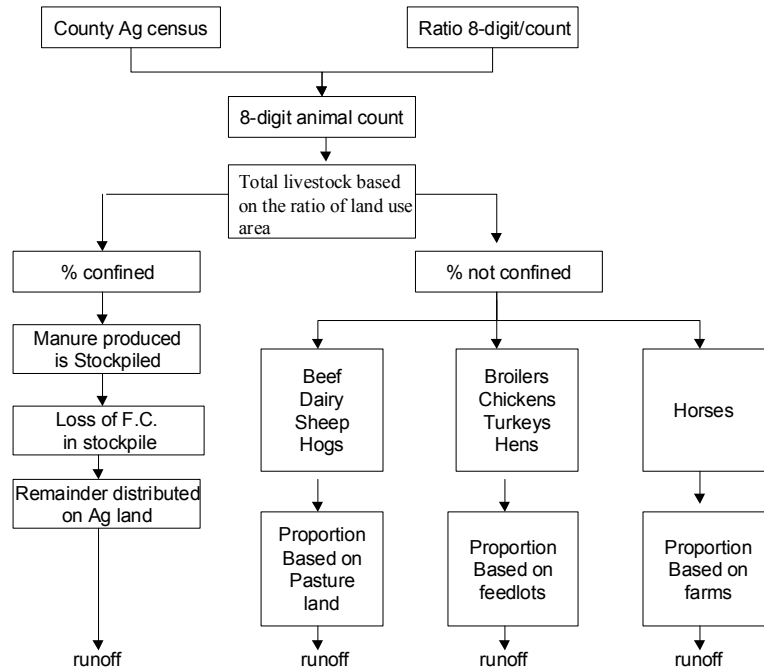 County Ag census
Ratio 8-digit/count
8-digit animal count
Total livestock based
on the ratio of land use
area
% confined
% not confined
Manure produced
is Stockpiled
Loss of F.C.
in stockpile
Remainder distributed
on Ag land
Beef
Dairy
Sheep
Hogs
Broilers
Chickens
Turkeys
Hens
Horses
Proportion
Based on
Pasture
land
Proportion
Based on
feedlots
Proportion
Based on
farms
runoff
runoff
runoff
runoff